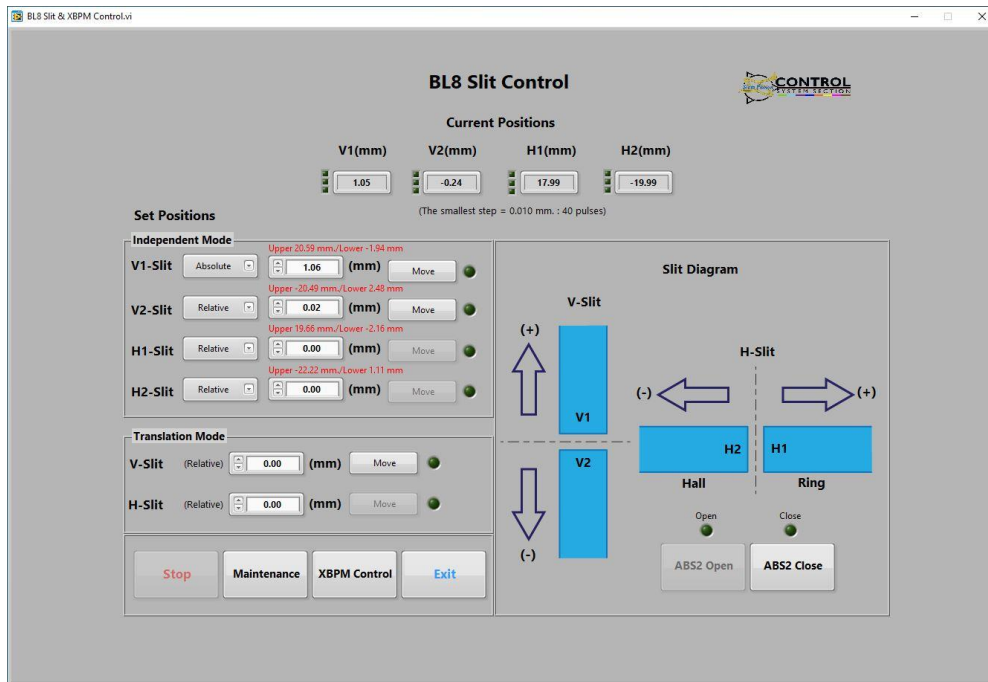 BL8 Slit & XBPM Control.vi
BL8 Slit Control
CONTROL
SYSTEM SECTION
Current Positions
V1(mm) V2(mm) H1(mm) H2(mm)
1.05 -0.24 17.99 -19.99
(The smallest step = 0.010 mm. : 40 pulses)
Set Positions
Independent Mode
Upper 20.59 mm./Lower -1.94 mm
V1-Slit Absolute 1.06 (mm) Move
Upper -20.49 mm./Lower 2.48 mm
V2-Slit Relative 0.02 (mm) Move
Upper 19.66 mm./Lower -2.16 mm
H1-Slit Relative 0.00 (mm) Move
Upper -22.22 mm./Lower 1.11 mm
H2-Slit Relative 0.00 (mm) Move
Translation Mode
V-Slit (Relative) 0.00 (mm) Move
H-Slit (Relative) 0.00 (mm) Move
Stop Maintenance XBPM Control Exit
Slit Diagram
V-Slit
(+)
V1
V2
(-)
H-Slit
(-) (+)
H2 H1
Hall Ring
Open Close
ABS2 Open ABS2 Close